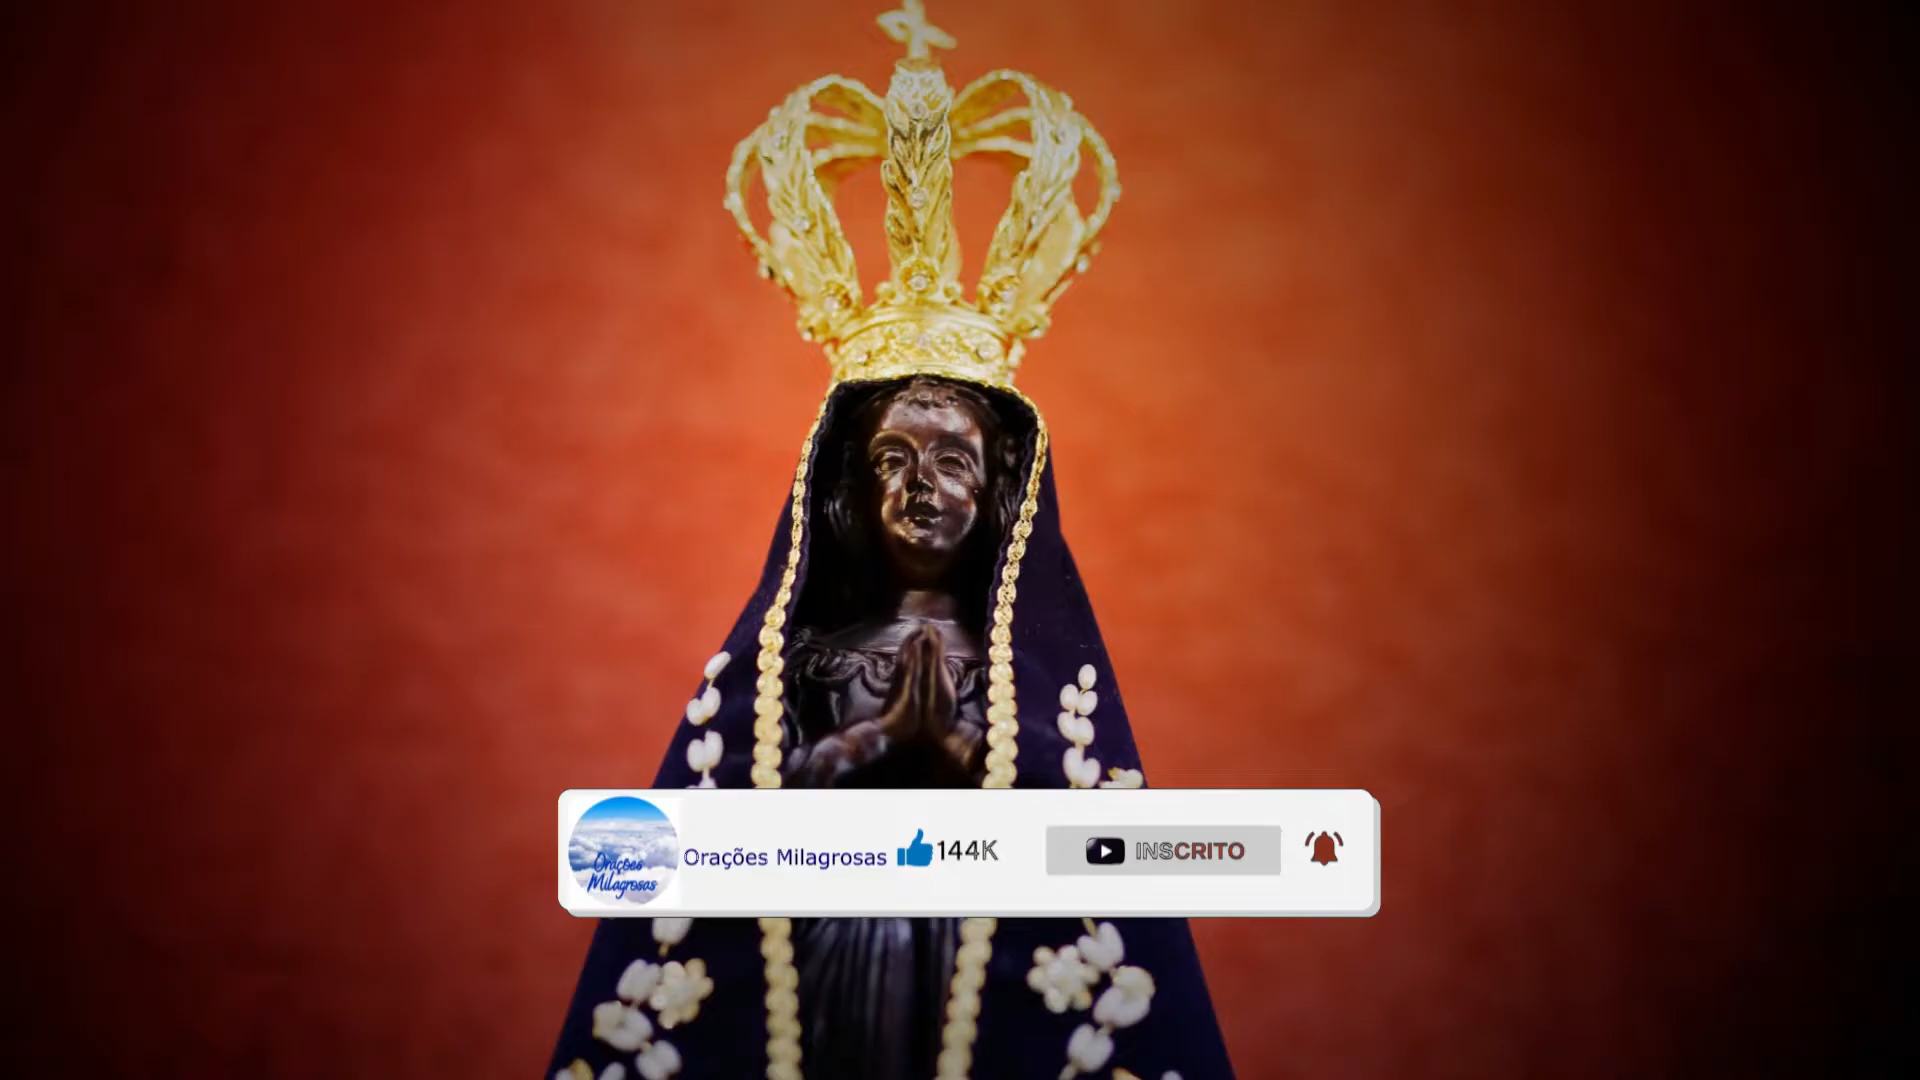 Orações
Milagrosas
Orações Milagrosas
144K
INSCRITO